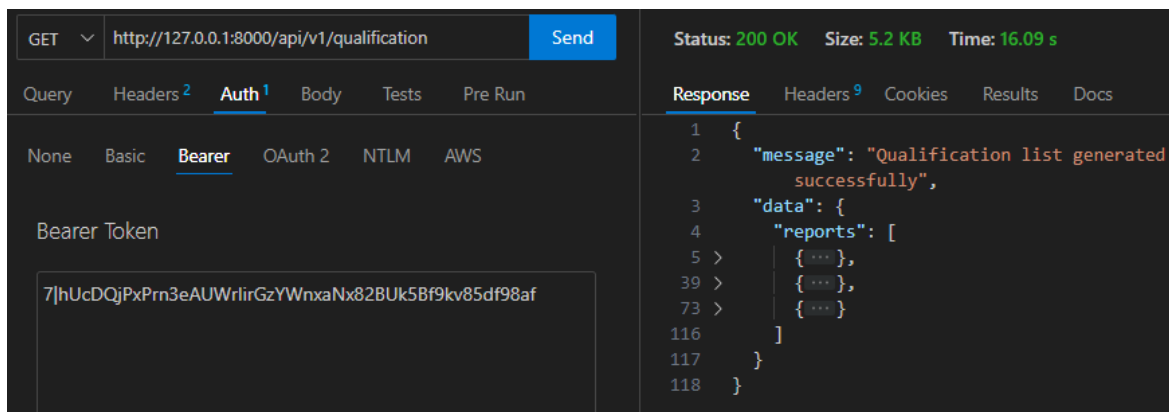 GET http://127.0.0.1:8000/api/v1/qualification Send
Query Headers 2 Auth 1 Body Tests Pre Run
None Basic Bearer OAuth 2 NTLM AWS
Bearer Token
7|hUcDQjPxPrn3eAUWrlirGzYWnxaNx82BUk5Bf9kv85df98af
Status: 200 OK Size: 5.2 KB Time: 16.09 s
Response Headers 9 Cookies Results Docs
1 {
2 "message": "Qualification list generated
successfully",
3 "data": {
4 "reports": [
5 > { ... },
39 > { ... },
73 > { ... }
116 ]
117 }
118 }